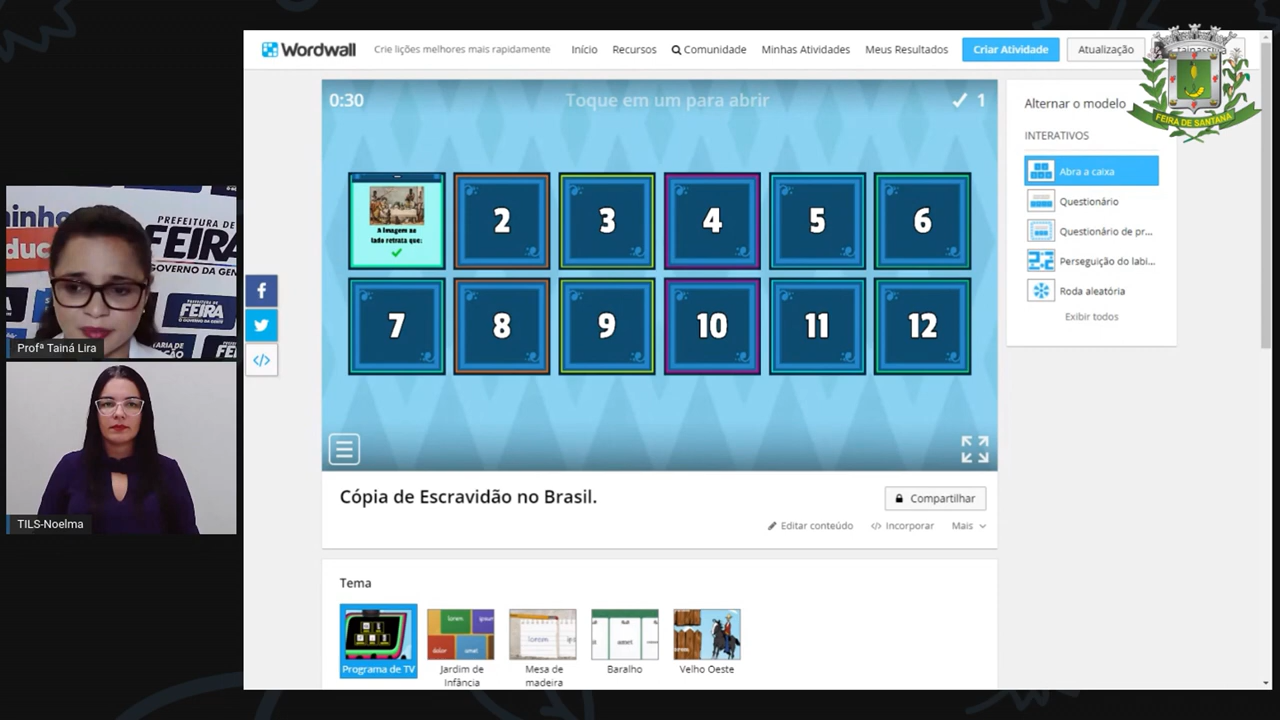 Wordwall
Crie lições melhores mais rapidamente
Início
Recursos
Comunidade
Minhas Atividades
Meus Resultados
Criar Atividade
Atualização
FEIRA DE SANTANA
0:30
Toque em um para abrir
1
A Imagem ao
lado retrata que:
2
3
4
5
6
7
8
9
10
11
12
Alternar o modelo
INTERATIVOS
Abra a caixa
Questionário
Questionário de pr...
Perseguição do labi...
Roda aleatória
Exibir todos
PREFEITURA DE
FEIRA
GOVERNO DA GEN
Profª Tainá Lira
TILS-Noelma
Cópia de Escravidão no Brasil.
Compartilhar
Editar conteúdo
Incorporar
Mais
Tema
Programa de TV
Jardim de
Infância
Mesa de
madeira
Baralho
Velho Oeste